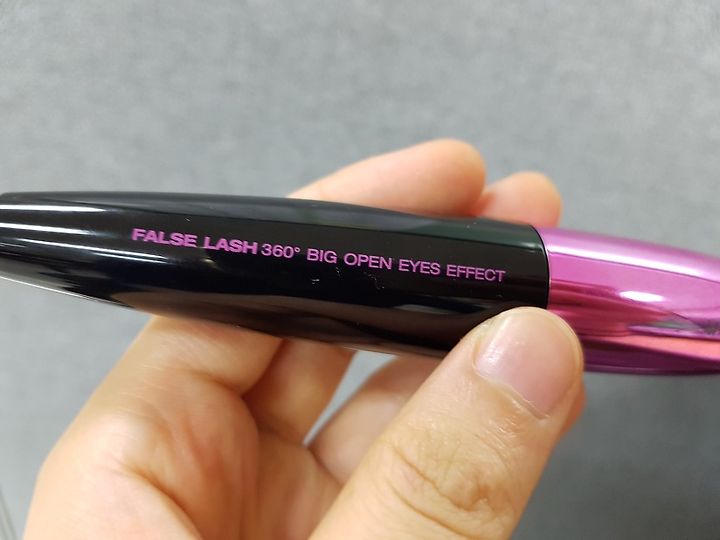 FALSE LASH 360° BIG OPEN EYES EFFECT